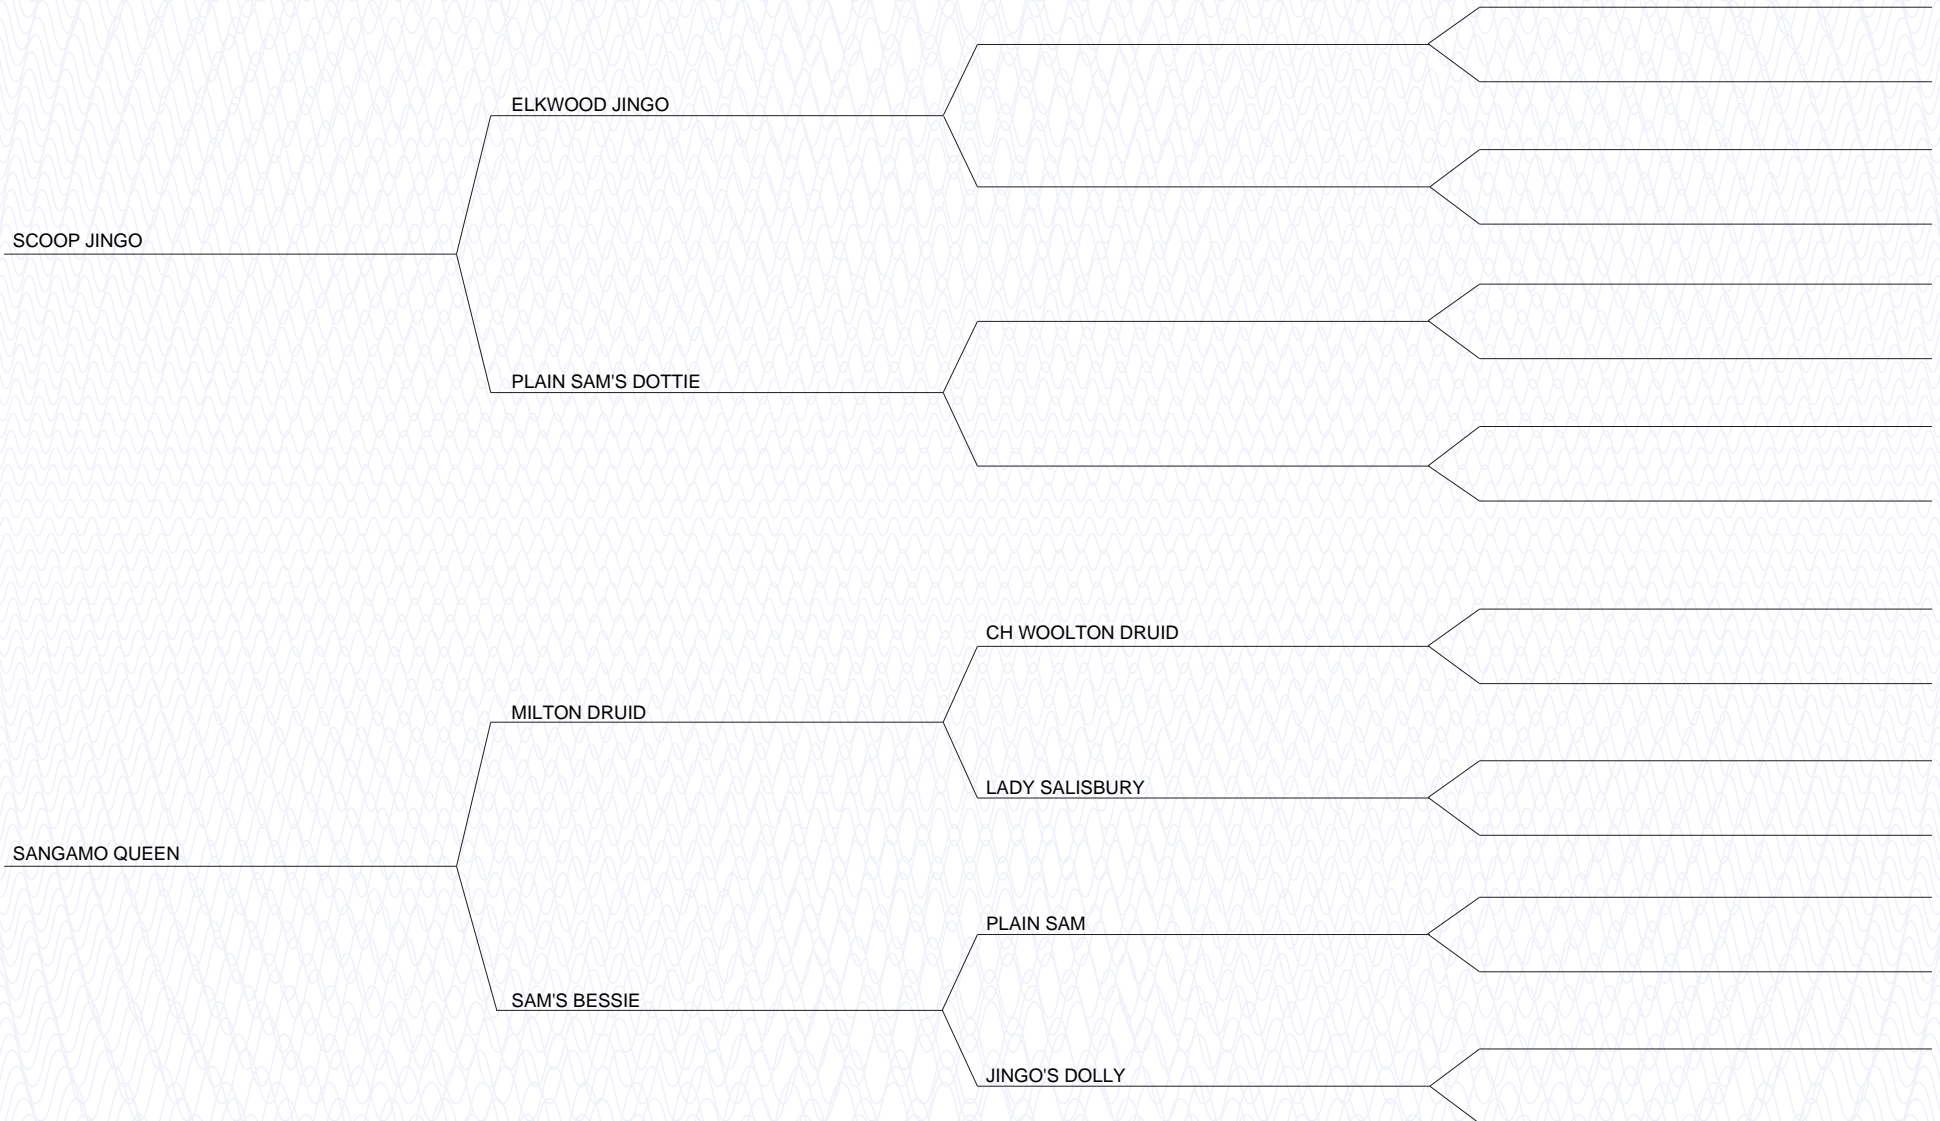 ELKWOOD JINGO
SCOOP JINGO
PLAIN SAM'S DOTTIE
CH WOOLTON DRUID
MILTON DRUID
LADY SALISBURY
SANGAMO QUEEN
PLAIN SAM
SAM'S BESSIE
JINGO'S DOLLY